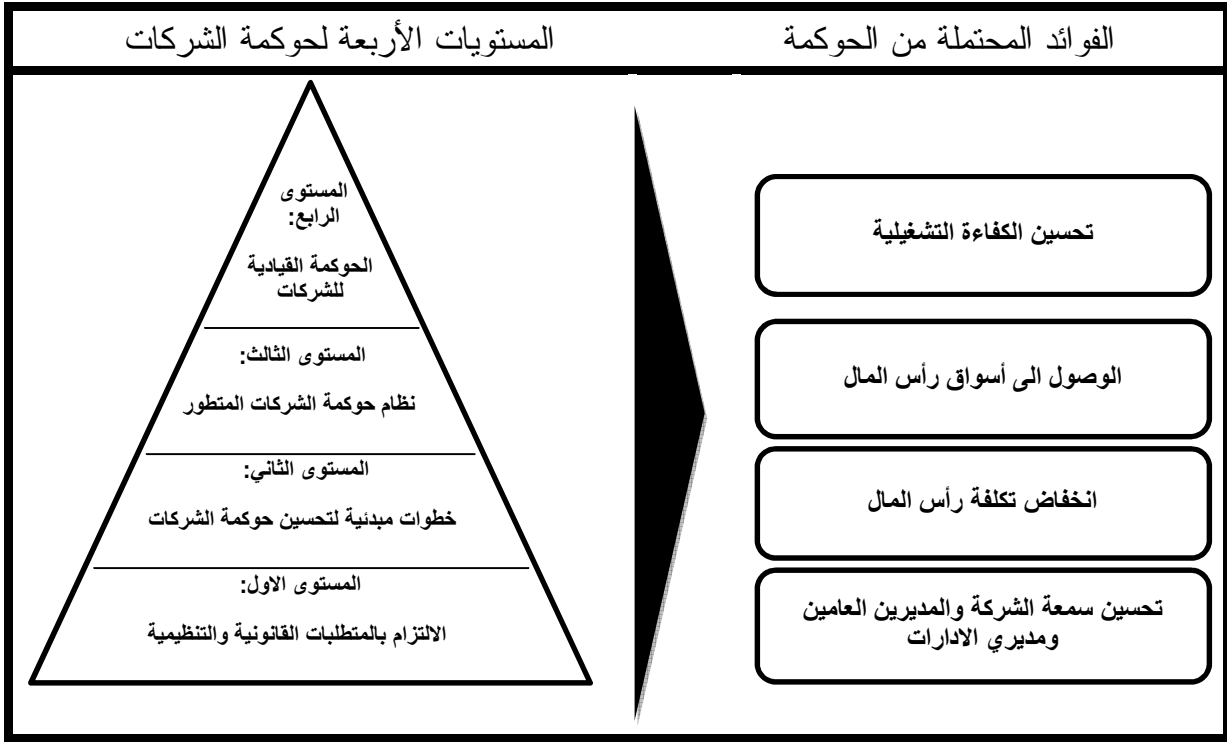 الفوائد المحتملة من الحوكمة
المستويات الأربعة لحوكمة الشركات
تحسين الكفاءة التشغيلية
الوصول الى أسواق رأس المال
انخفاض تكلفة رأس المال
تحسين سمعة الشركة والمديرين العامين
ومديري الادارات
المستوى
الرابع:
الحوكمة القيادية
للشركات
المستوى الثالث:
نظام حوكمة الشركات المتطور
المستوى الثاني:
خطوات مبدئية لتحسين حوكمة الشركات
المستوى الاول:
الالتزام بالمتطلبات القانونية والتنظيمية